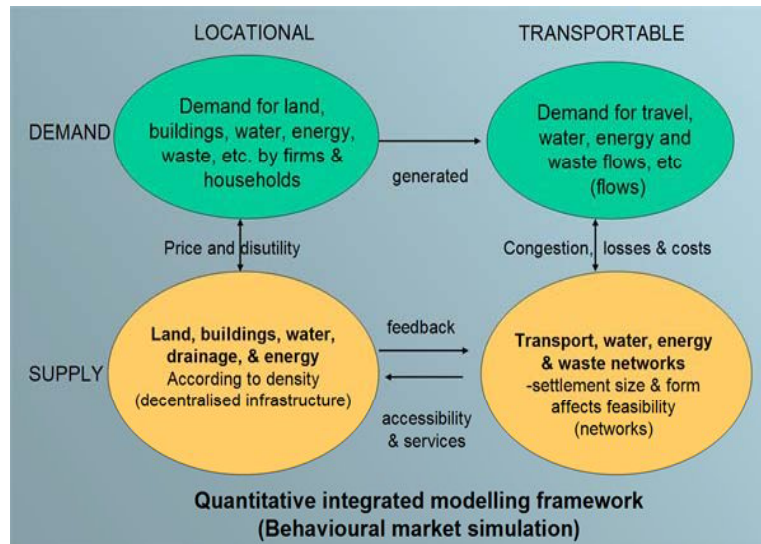 LOCATIONAL
TRANSPORTABLE
DEMAND
Demand for land,
buildings, water, energy,
waste, etc. by firms &
households
generated
Demand for travel,
water, energy and
waste flows, etc
(flows)
Price and disutility
Congestion, losses & costs
SUPPLY
Land, buildings, water,
drainage, & energy
According to density
(decentralised infrastructure)
feedback
accessibility
& services
Transport, water, energy
& waste networks
-settlement size & form
affects feasibility
(networks)
Quantitative integrated modelling framework
(Behavioural market simulation)